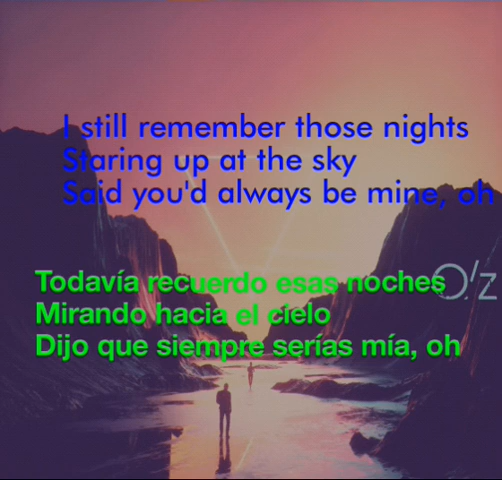 I still remember those nights
Staring up at the sky
Said you'd always be mine, oh
Todavía recuerdo esas noches
O'z
Mirando hacia el cielo
Dijo que siempre serías mía, oh